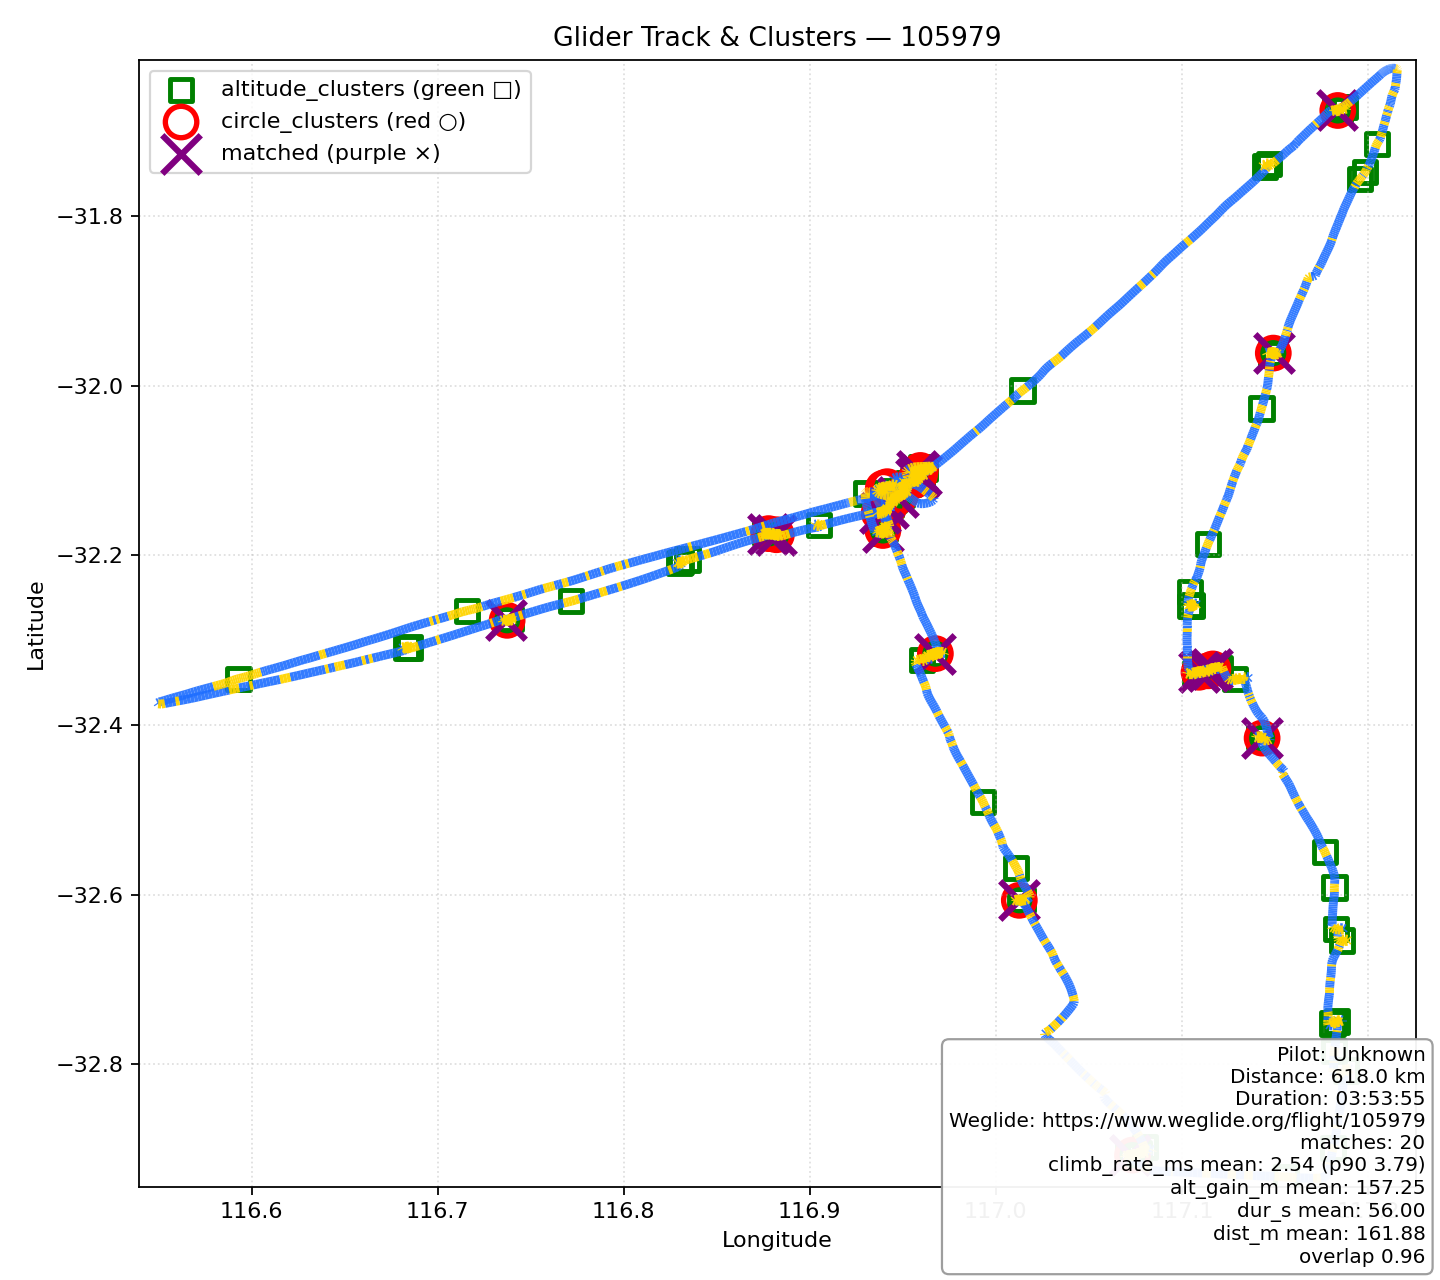 Glider Track & Clusters — 105979
altitude_clusters (green □)
circle_clusters (red ○)
matched (purple ×)
−31.8
−32.0
−32.2
−32.4
−32.6
−32.8
Latitude
116.6
116.7
116.8
116.9
117.0
117.1
Longitude
Pilot: Unknown
Distance: 618.0 km
Duration: 03:53:55
Weglide: https://www.weglide.org/flight/105979
matches: 20
climb_rate_ms mean: 2.54 (p90 3.79)
alt_gain_m mean: 157.25
dur_s mean: 56.00
dist_m mean: 161.88
overlap 0.96